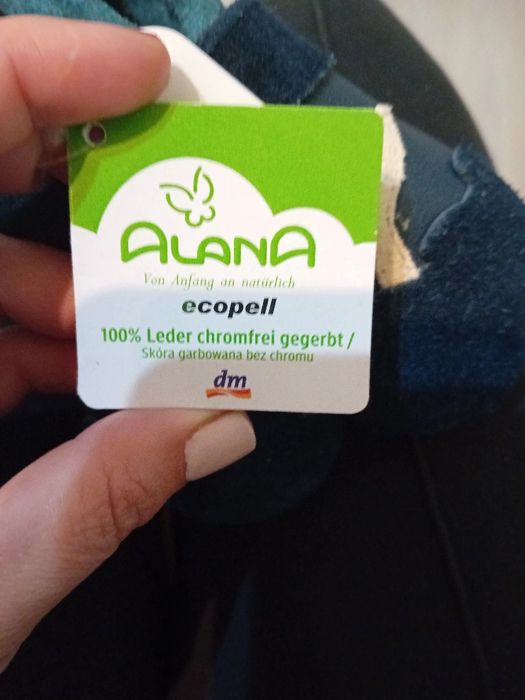 ALANA
Von Anfang an natürlich
ecopell
100% Leder chromfrei gegerbt /
Skóra garbowana bez chromu
dm